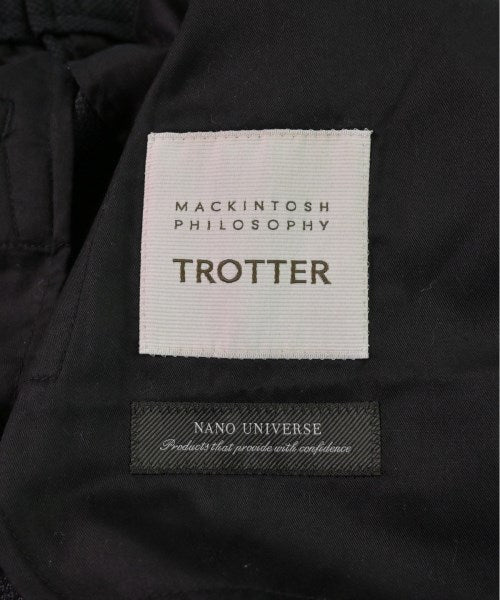 MACKINTOSH
PHILOSOPHY
TROTTER
NANO UNIVERSE
Products that provide with confidence